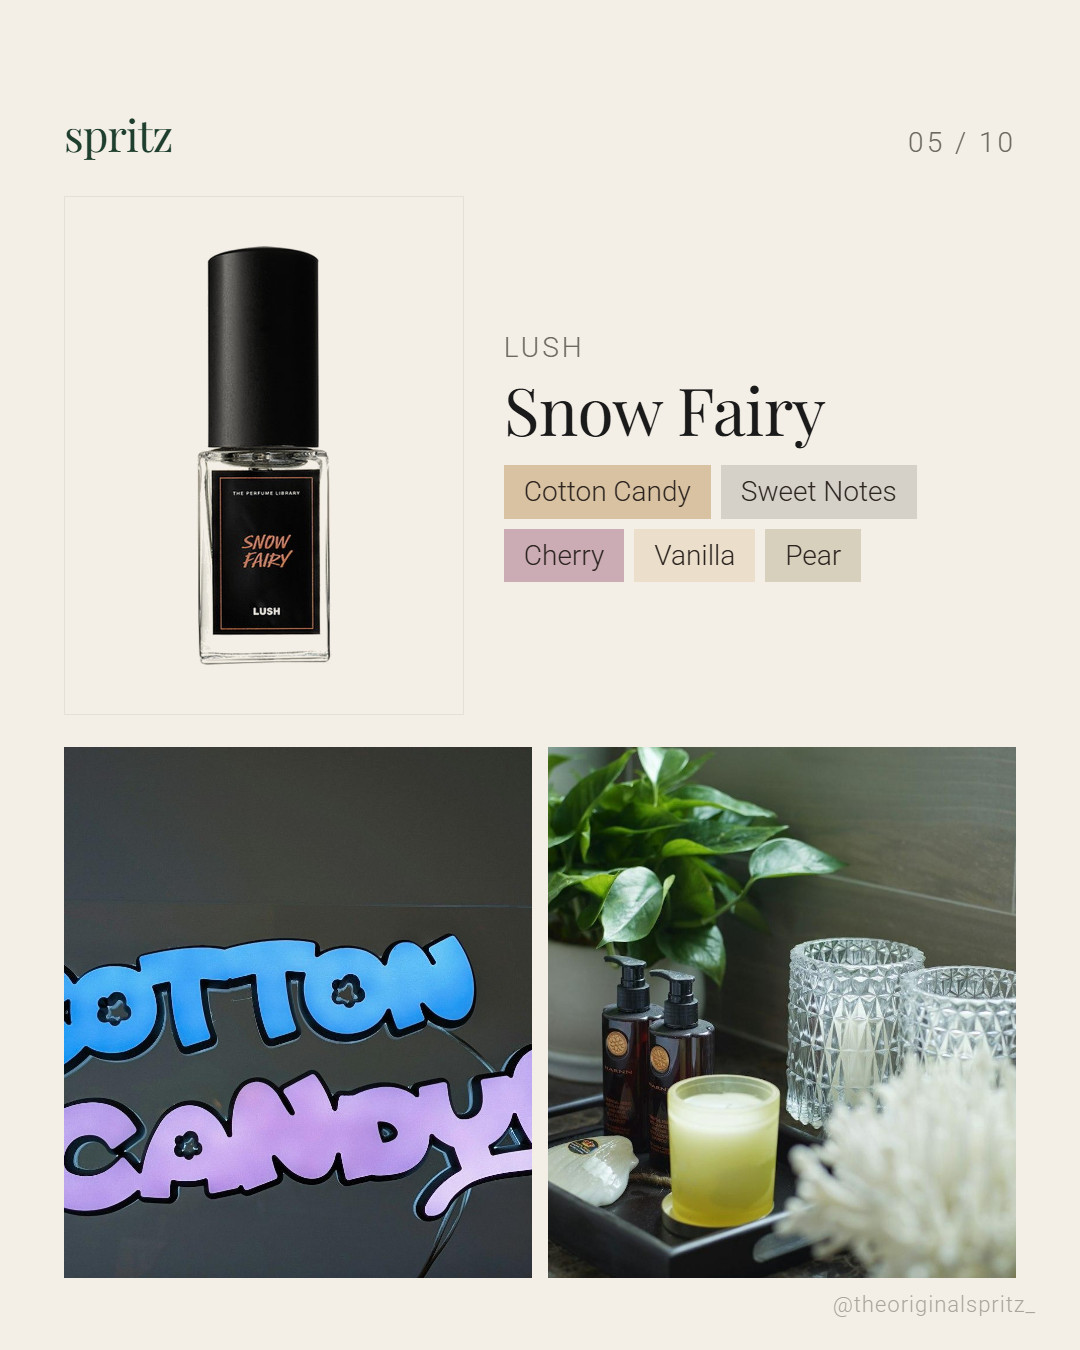 spritz
05 / 10
THE PERFUME LIBRARY
SNOW
FAIRY
LUSH
LUSH
Snow Fairy
Cotton Candy
Sweet Notes
Cherry
Vanilla
Pear
COTTON
CANDY
@theoriginalspritz_